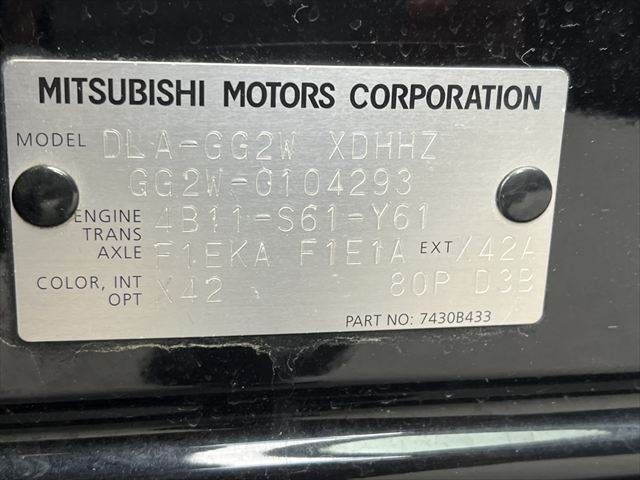 MITSUBISHI MOTORS CORPORATION
MODEL DLA-GG2W XDHHZ
GG2W-0104293
ENGINE 4B11-S61-Y61
TRANS
AXLE F1EKA F1E1A EXT X42A
COLOR, INT X42 80P D3B
OPT
PART NO: 7430B433